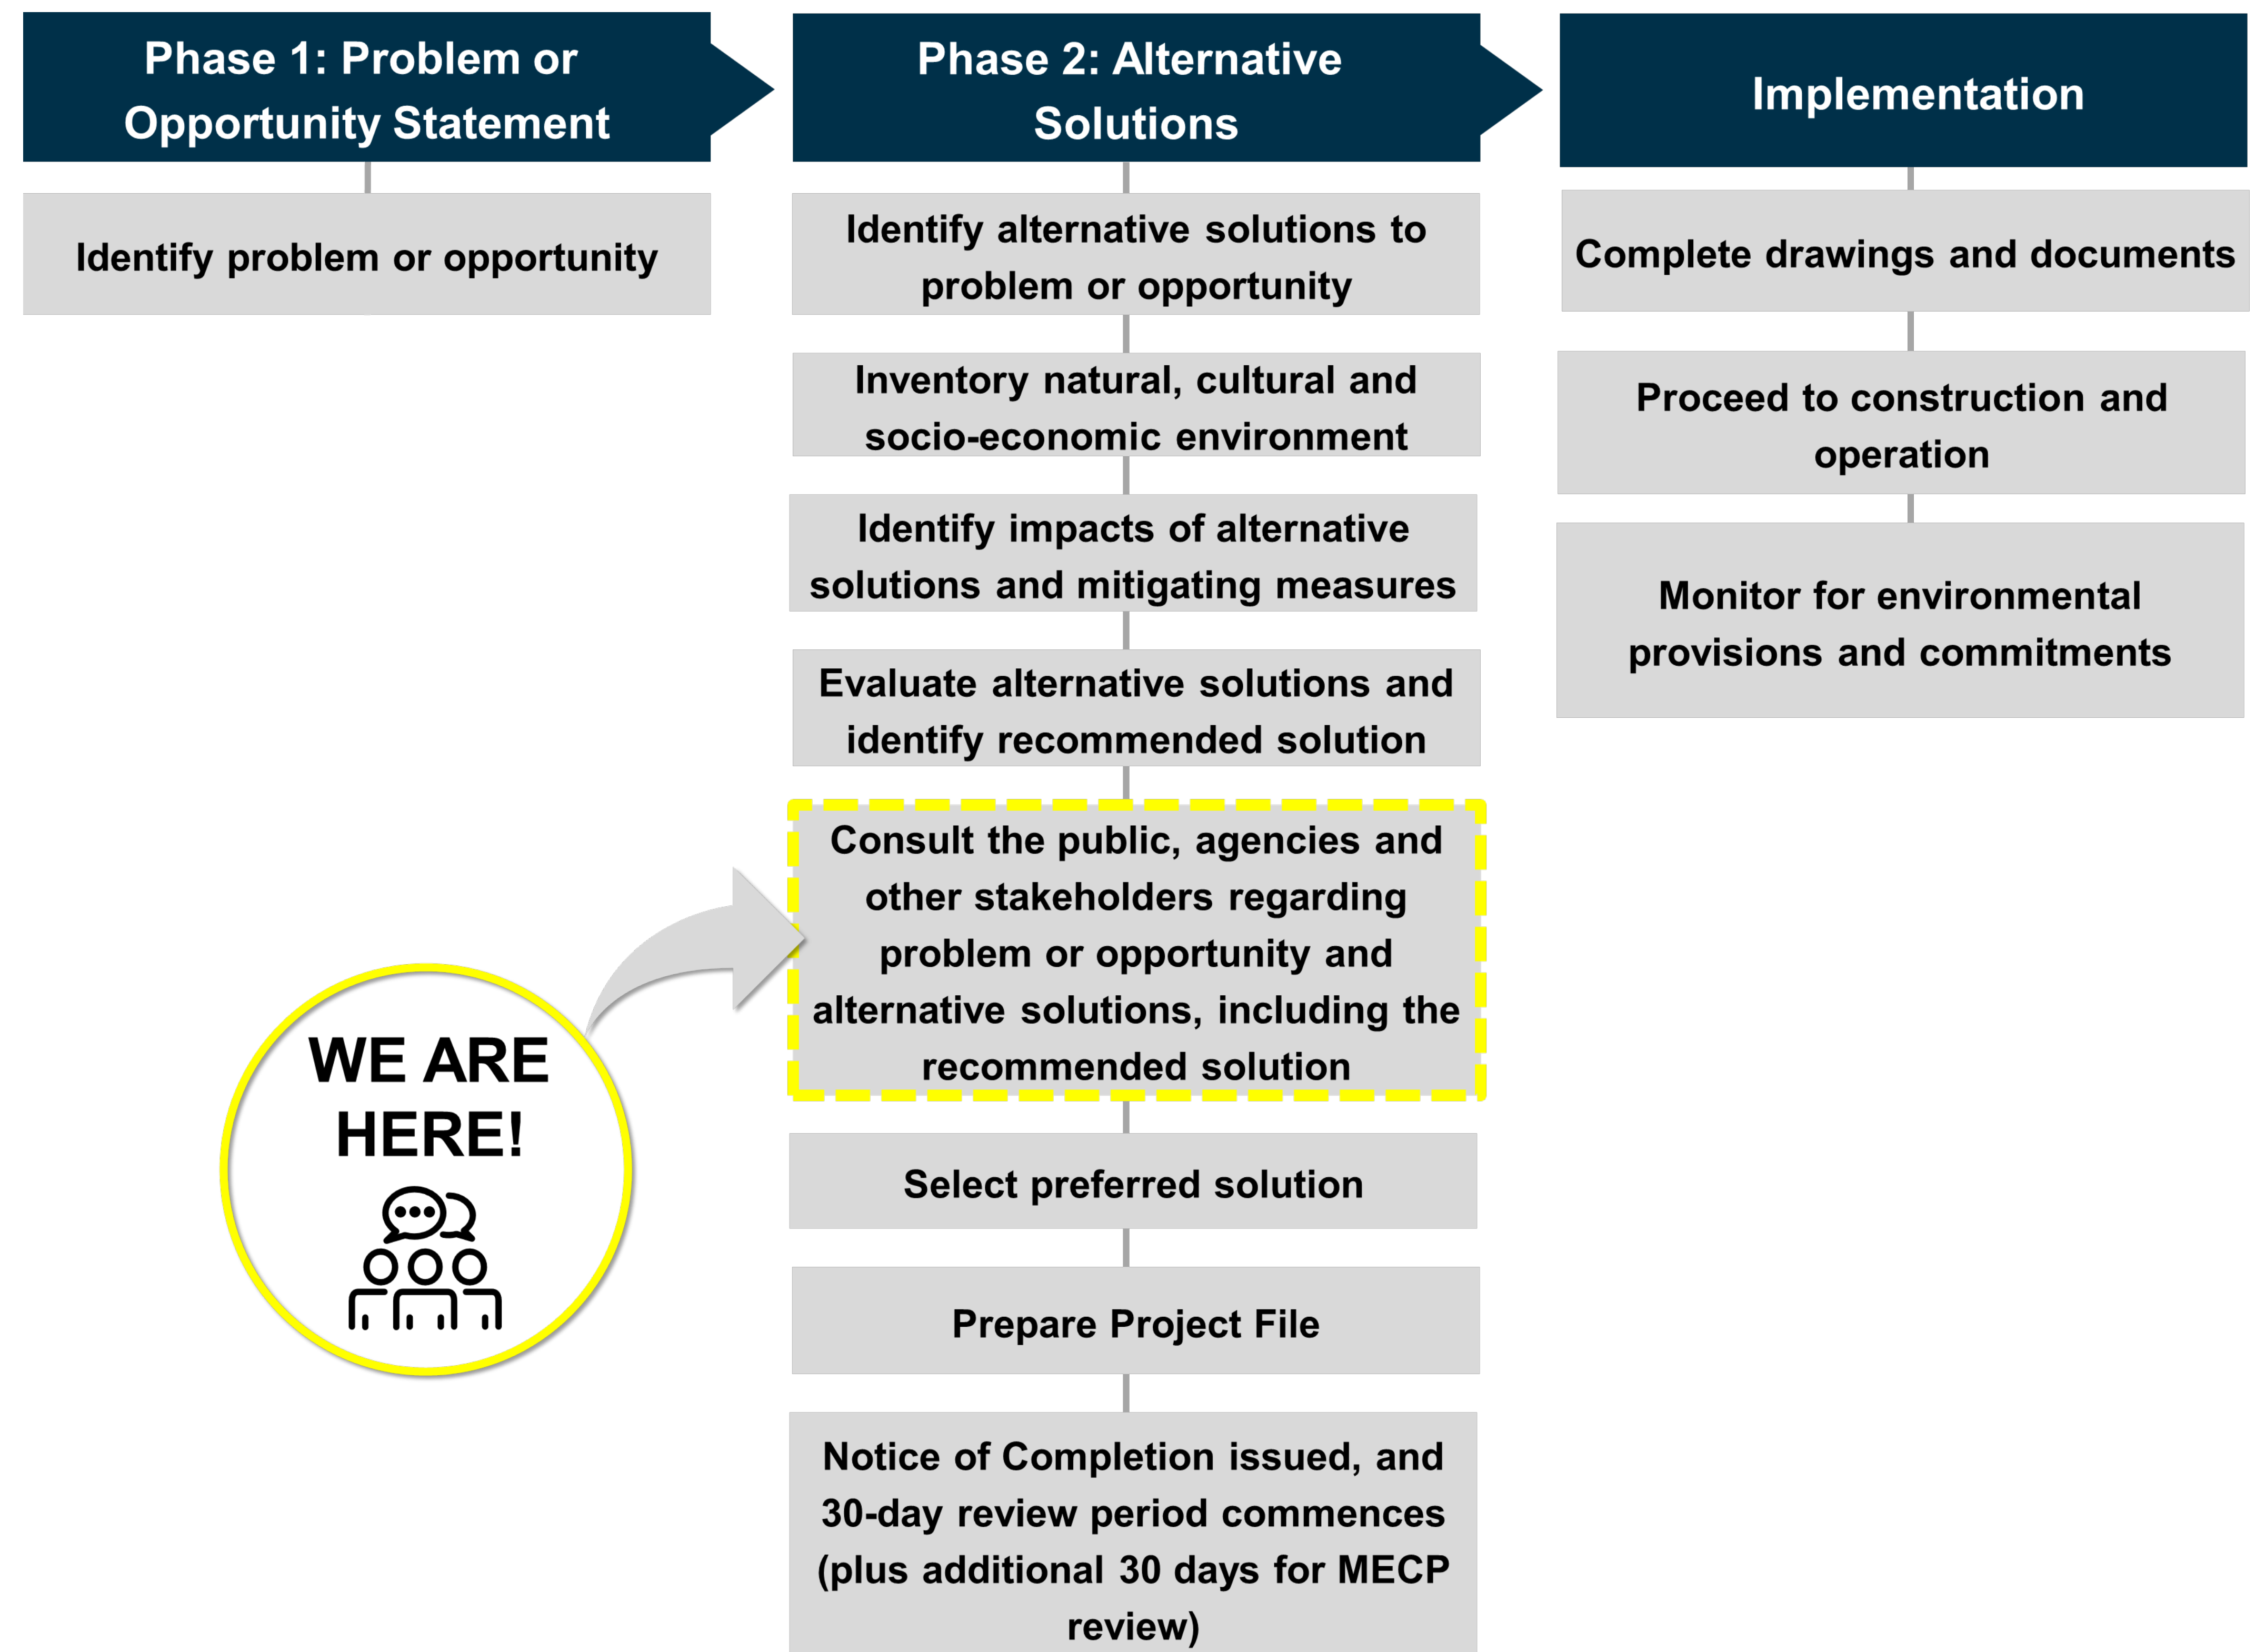 Phase 1: Problem or
Opportunity Statement
Identify problem or opportunity
Phase 2: Alternative
Solutions
Identify alternative solutions to
problem or opportunity
Inventory natural, cultural and
socio-economic environment
Identify impacts of alternative
solutions and mitigating measures
Evaluate alternative solutions and
identify recommended solution
Consult the public, agencies and
other stakeholders regarding
problem or opportunity and
alternative solutions, including the
recommended solution
Select preferred solution
Prepare Project File
Notice of Completion issued, and
30-day review period commences
(plus additional 30 days for MECP
review)
Implementation
Complete drawings and documents
Proceed to construction and
operation
Monitor for environmental
provisions and commitments
WE ARE
HERE!